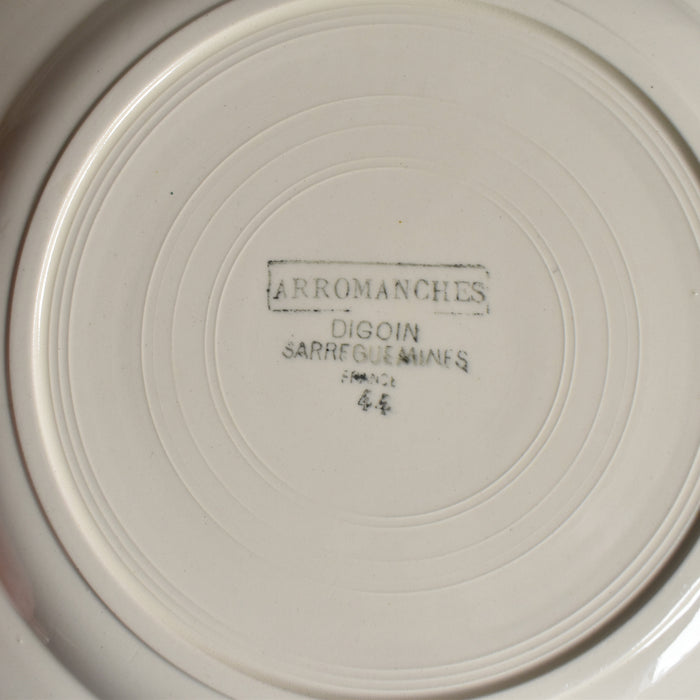 ARROMANCHES
DIGOIN
SARREGUEMINES
FRANCE
44